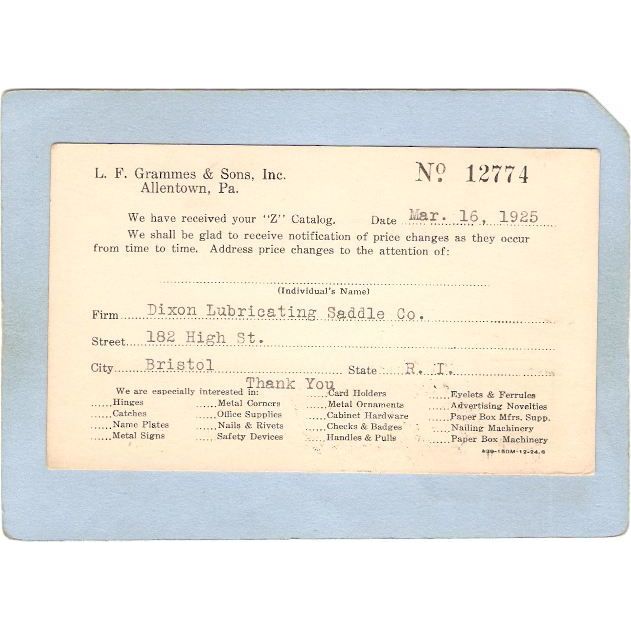 L. F. Grammes & Sons, Inc.
Allentown, Pa.
Nº 12774
We have received your "Z" Catalog. Date Mar. 16, 1925
We shall be glad to receive notification of price changes as they occur
from time to time. Address price changes to the attention of:
(Individual's Name)
Firm Dixon Lubricating Saddle Co.
Street 182 High St.
City Bristol State R. I.
Thank You
We are especially interested in:
Hinges
Catches
Name Plates
Metal Signs
Metal Corners
Office Supplies
Nails & Rivets
Safety Devices
Card Holders
Metal Ornaments
Cabinet Hardware
Checks & Badges
Handles & Pulls
Eyelets & Ferrules
Advertising Novelties
Paper Box Mfrs. Supp.
Nailing Machinery
Paper Box Machinery